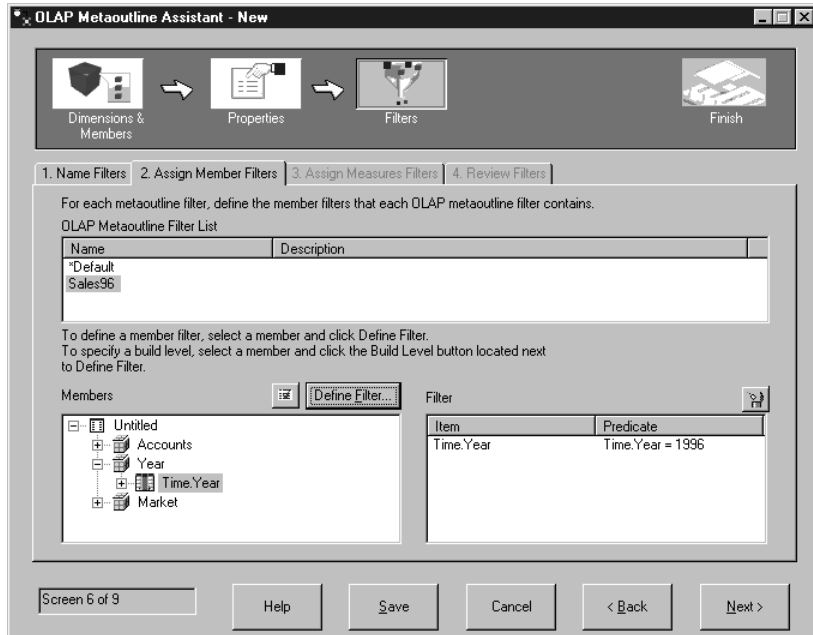 OLAP Metaoutline Assistant - New
Dimensions &
Members
Properties
Filters
Finish
1. Name Filters
2. Assign Member Filters
3. Assign Measures Filters
4. Review Filters
For each metaoutline filter, define the member filters that each OLAP metaoutline filter contains.
OLAP Metaoutline Filter List
Name Description
*Default
Sales96
To define a member filter, select a member and click Define Filter.
To specify a build level, select a member and click the Build Level button located next
to Define Filter.
Members
Define Filter...
Untitled
Accounts
Year
Time.Year
Market
Filter
Item Predicate
Time.Year Time.Year = 1996
Screen 6 of 9
Help
Save
Cancel
< Back
Next >